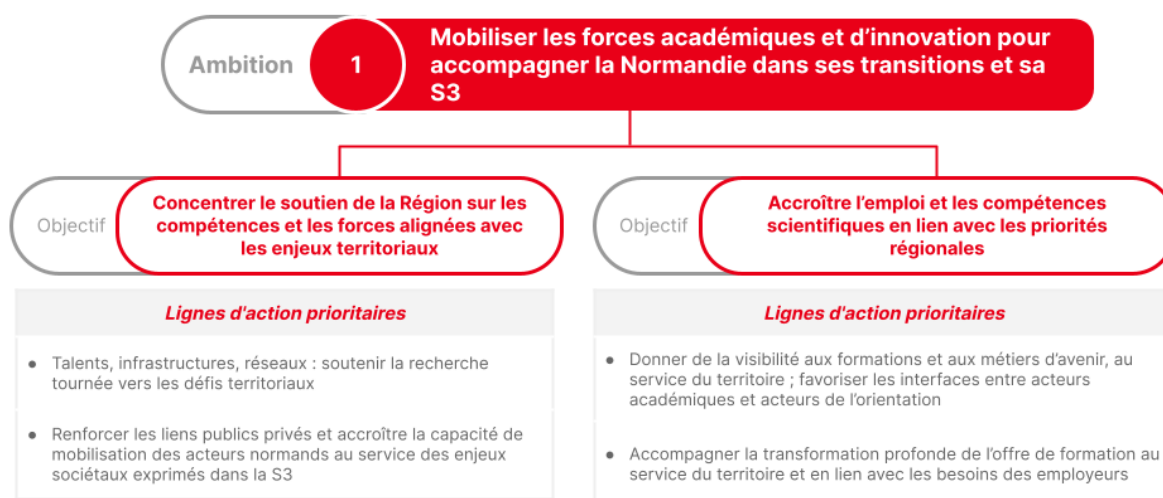 Ambition 1
Mobiliser les forces académiques et d’innovation pour
accompagner la Normandie dans ses transitions et sa
S3
Objectif
Concentrer le soutien de la Région sur les
compétences et les forces alignées avec
les enjeux territoriaux
Lignes d'action prioritaires
● Talents, infrastructures, réseaux : soutenir la recherche
tournée vers les défis territoriaux
● Renforcer les liens publics privés et accroître la capacité de
mobilisation des acteurs normands au service des enjeux
sociétaux exprimés dans la S3
Objectif
Accroître l’emploi et les compétences
scientifiques en lien avec les priorités
régionales
Lignes d'action prioritaires
● Donner de la visibilité aux formations et aux métiers d’avenir, au
service du territoire ; favoriser les interfaces entre acteurs
académiques et acteurs de l’orientation
● Accompagner la transformation profonde de l’offre de formation au
service du territoire et en lien avec les besoins des employeurs